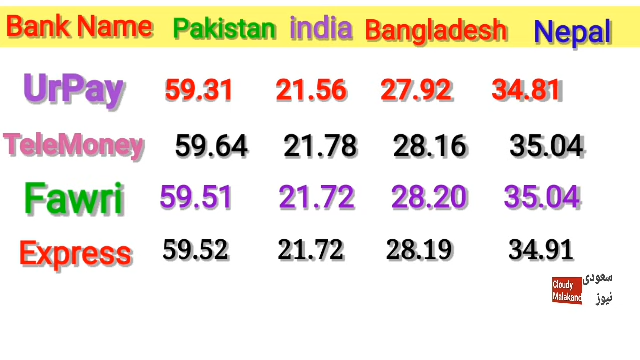 Bank Name Pakistan india Bangladesh Nepal
UrPay 59.31 21.56 27.92 34.81
TeleMoney 59.64 21.78 28.16 35.04
Fawri 59.51 21.72 28.20 35.04
Express 59.52 21.72 28.19 34.91
Cloudy سعودی
Malakand نیوز